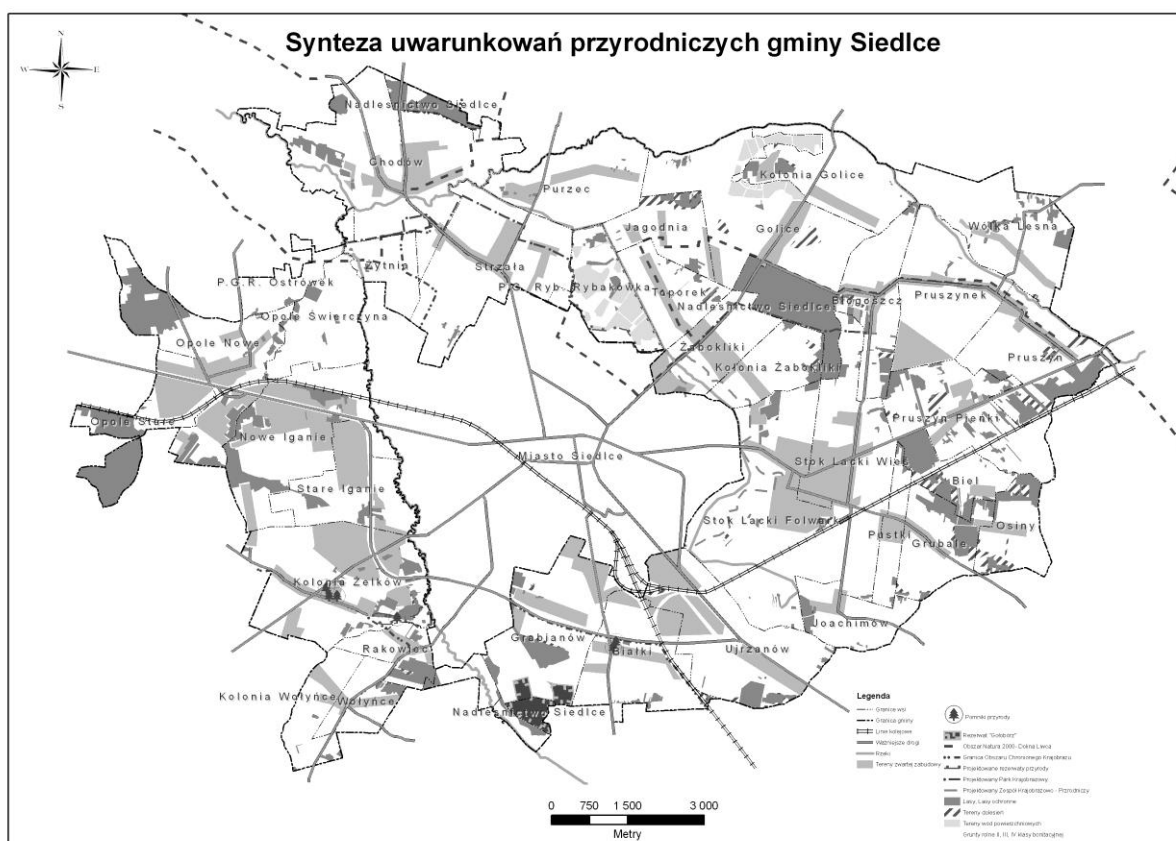 Synteza uwarunkowań przyrodniczych gminy Siedlce
N
W E
S
Nadleśnictwo Siedlce
Chodów
Purzec
Kolonia Golice
Jagodnia
Golice
Wólka Leśna
Żytnia
Strzała
P.G.R. Ostrówek
P.G. Ryb. Rybakówka
Toporek
Nadleśnictwo Siedlce
Błogoszcz
Pruszynek
Opole Świerczyna
Opole Nowe
Żabokliki
Kolonia Żabokliki
Pruszyn
Opole Stare
Nowe Iganie
Pruszyn Pieńki
Miasto Siedlce
Stok Lacki Wieś
Stare Iganie
Biel
Stok Lacki Folwark
Pustki
Osiny
Grubale
Kolonia Żelków
Joachimów
Grabianów
Rakowiec
Białki
Ujrzanów
Kolonia Wołyńce
Wołyńce
Nadleśnictwo Siedlce
Legenda
Granice wsi
Granica gminy
Linie kolejowe
Ważniejsze drogi
Rzeki
Tereny zwartej zabudowy
Pomniki przyrody
Rezerwat "Gołobórz"
Obszar Natura 2000- Dolina Liwca
Granica Obszaru Chronionego Krajobrazu
Projektowane rezerwaty przyrody
Projektowany Park Krajobrazowy
Projektowany Zespół Krajobrazowo - Przyrodniczy
Lasy, Lasy ochronne
Tereny dolesień
Tereny wód powierzchniowych
Grunty rolne II, III, IV klasy bonitacyjnej
0 750 1 500 3 000
Metry